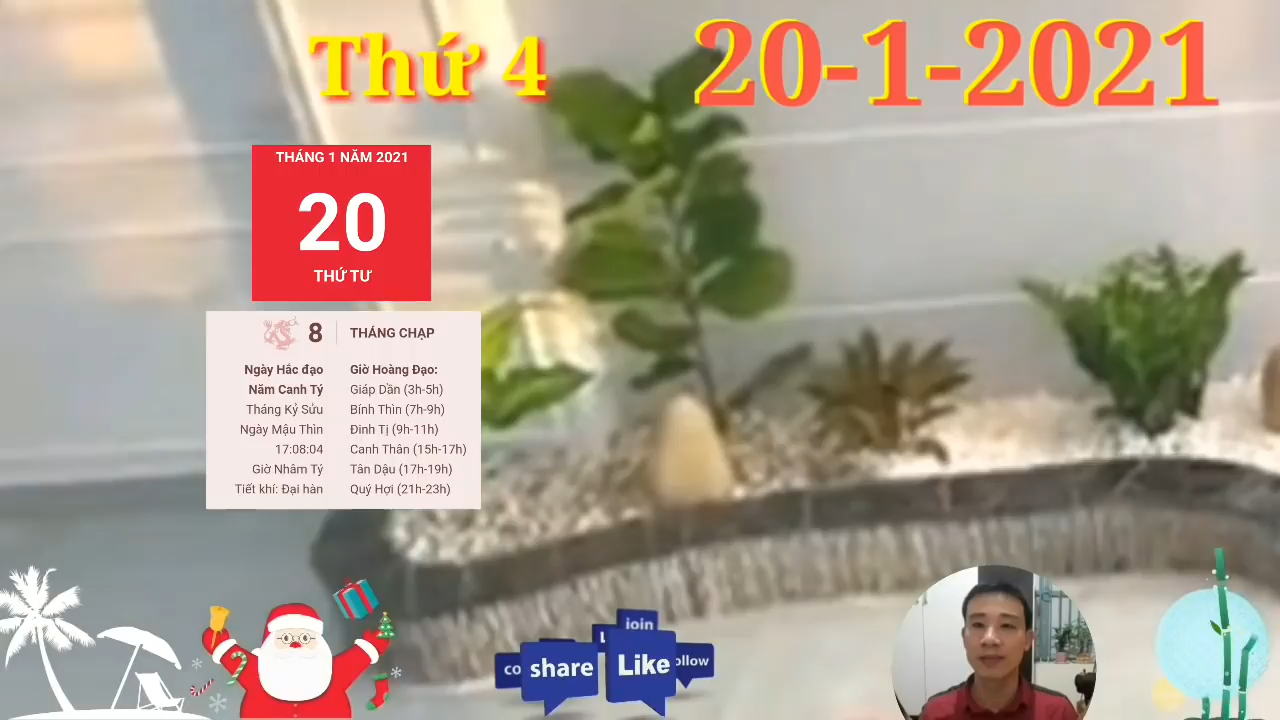 Thứ 4
20-1-2021
THÁNG 1 NĂM 2021
20
THỨ TƯ
8
THÁNG CHẠP
Ngày Hắc đạo
Năm Canh Tý
Tháng Kỷ Sửu
Ngày Mậu Thìn
17:08:04
Giờ Nhâm Tý
Tiết khí: Đại hàn
Giờ Hoàng Đạo:
Giáp Dần (3h-5h)
Bính Thìn (7h-9h)
Đinh Tị (9h-11h)
Canh Thân (15h-17h)
Tân Dậu (17h-19h)
Quý Hợi (21h-23h)
join
share
Like